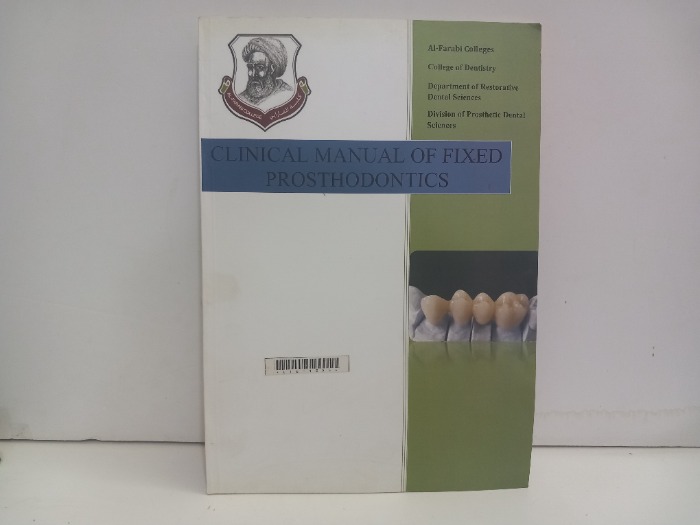 Al-Farabi Colleges
College of Dentistry
Department of Restorative
Dental Sciences
Division of Prosthetic Dental
Sciences
CLINICAL MANUAL OF FIXED
PROSTHODONTICS